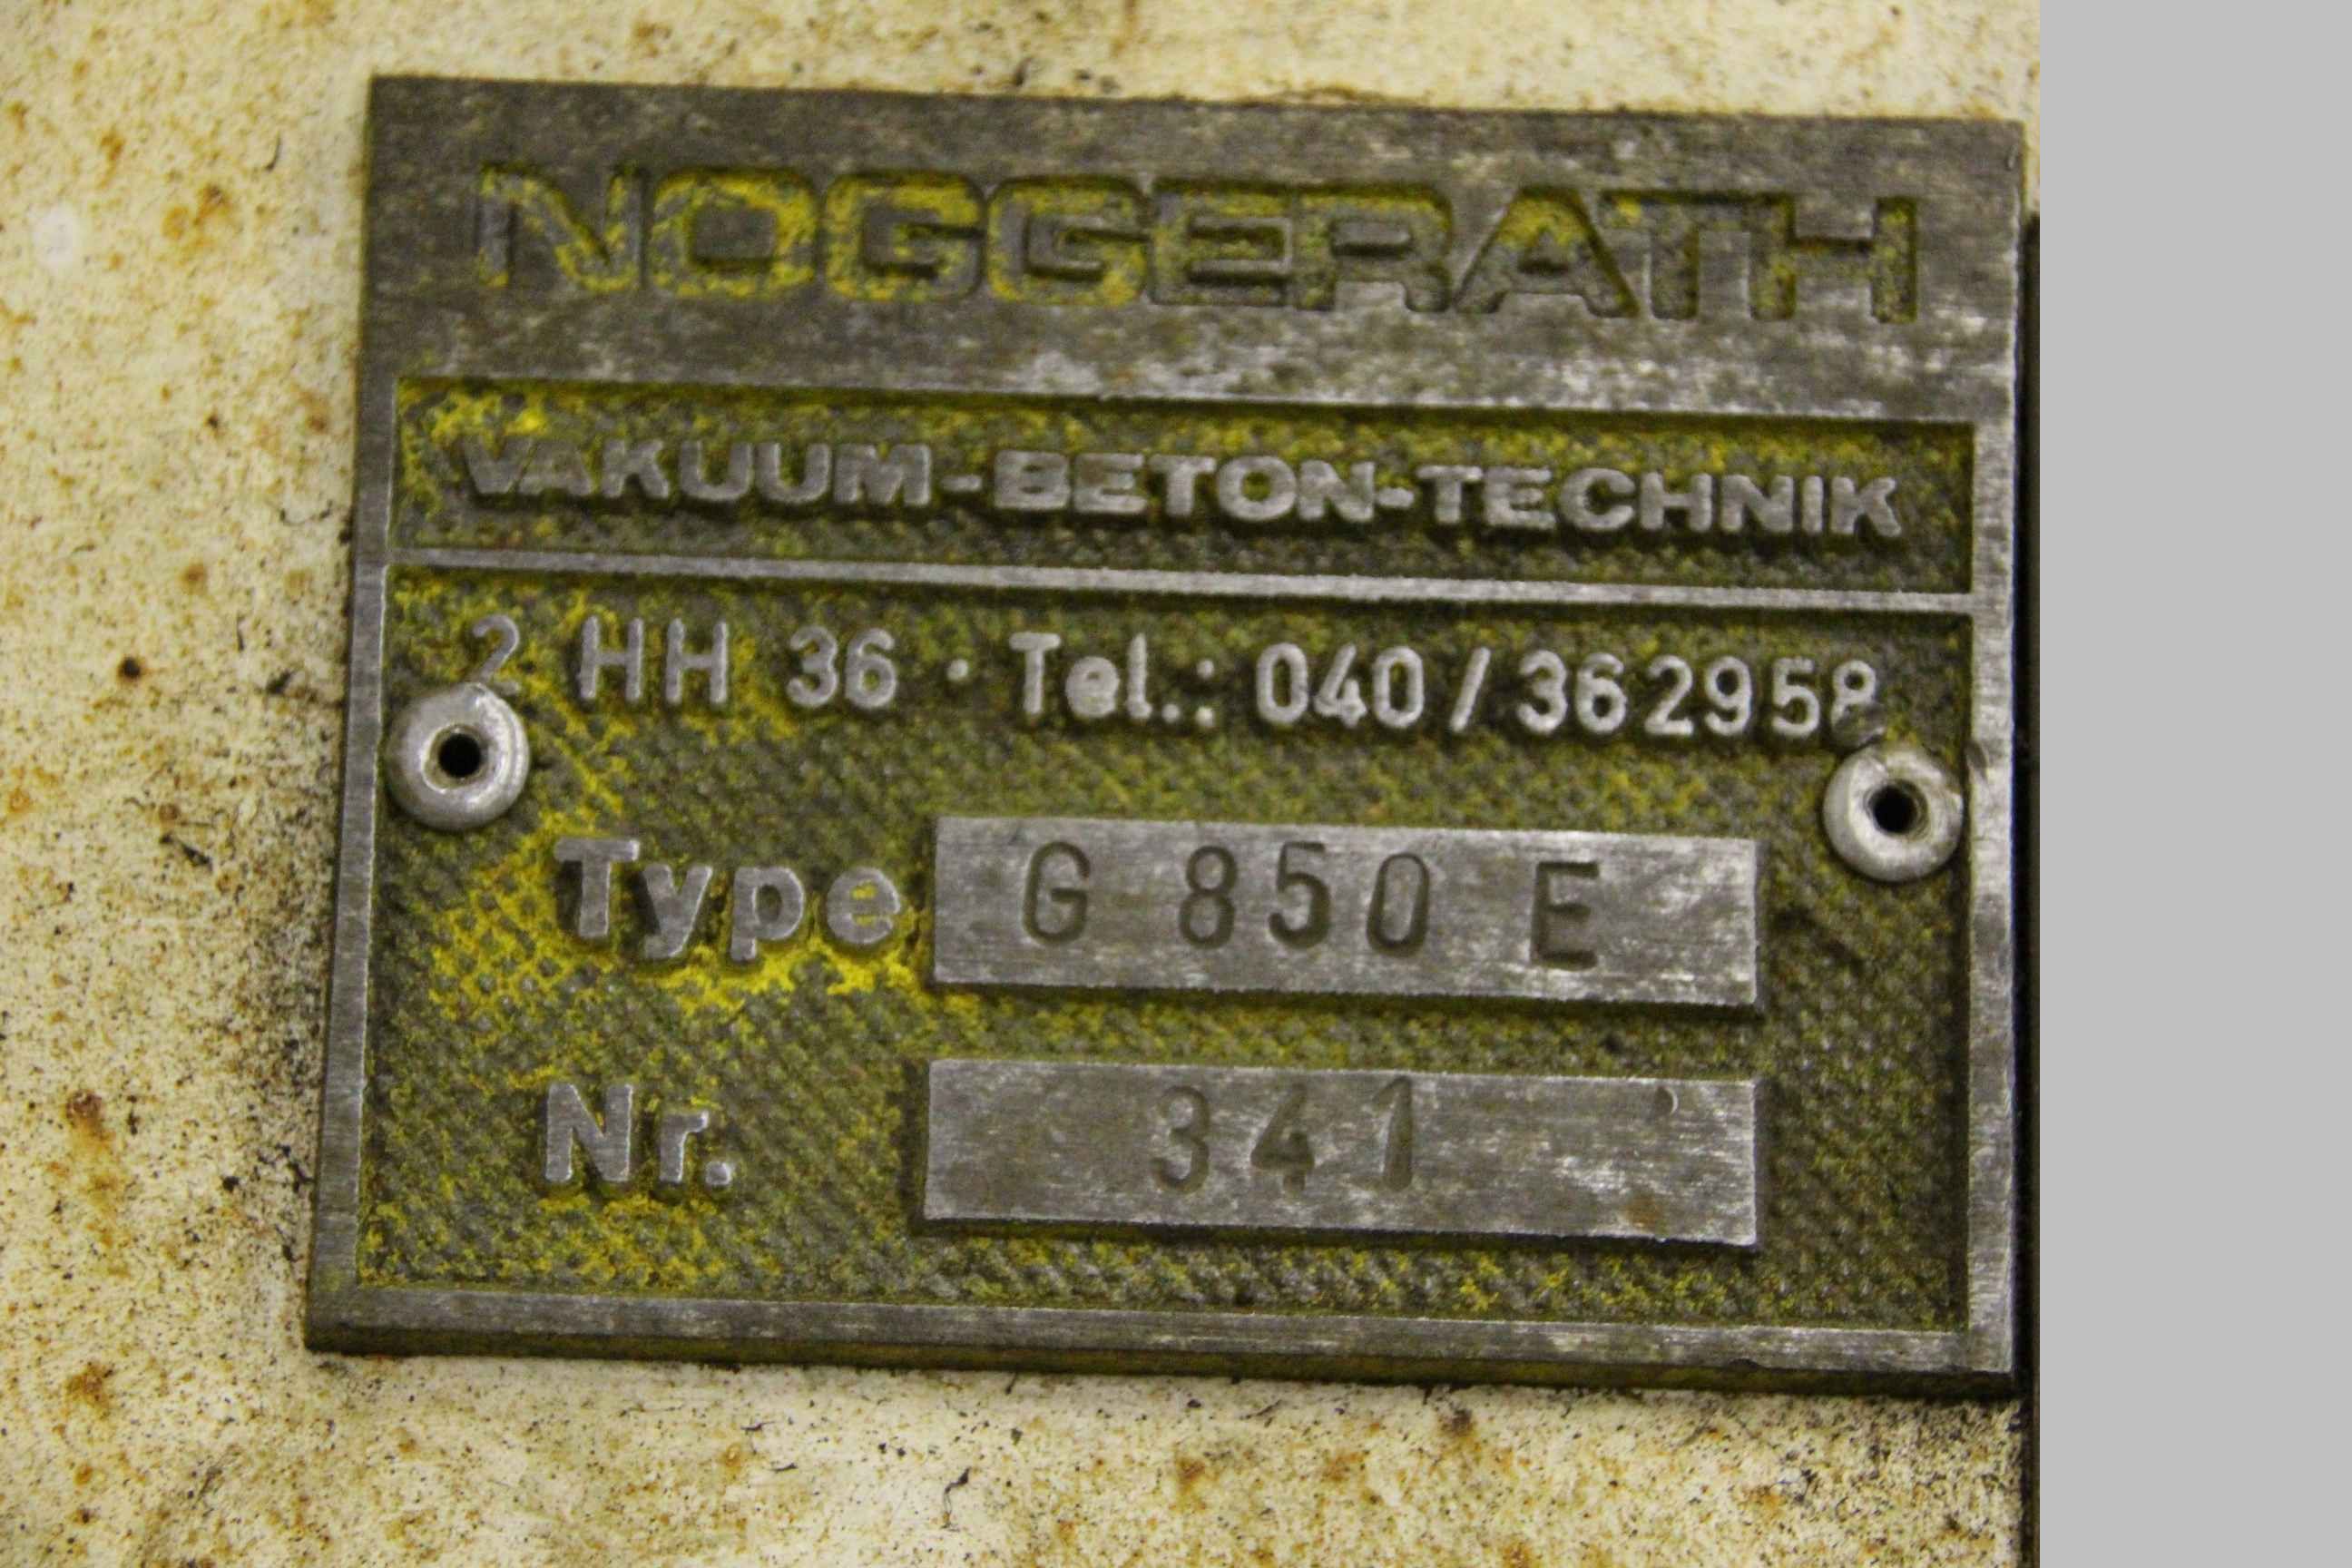 NOGGERATH
VAKUUM-BETON-TECHNIK
2 HH 36 · Tel.: 040/362958
Type G 850 E
Nr. 341